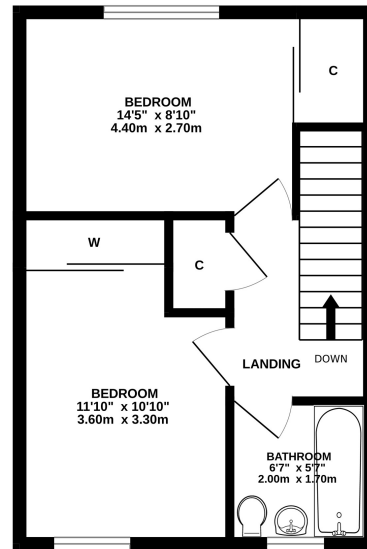 C
BEDROOM
14'5" x 8'10"
4.40m x 2.70m
W
C
LANDING
DOWN
BEDROOM
11'10" x 10'10"
3.60m x 3.30m
BATHROOM
6'7" x 5'7"
2.00m x 1.70m